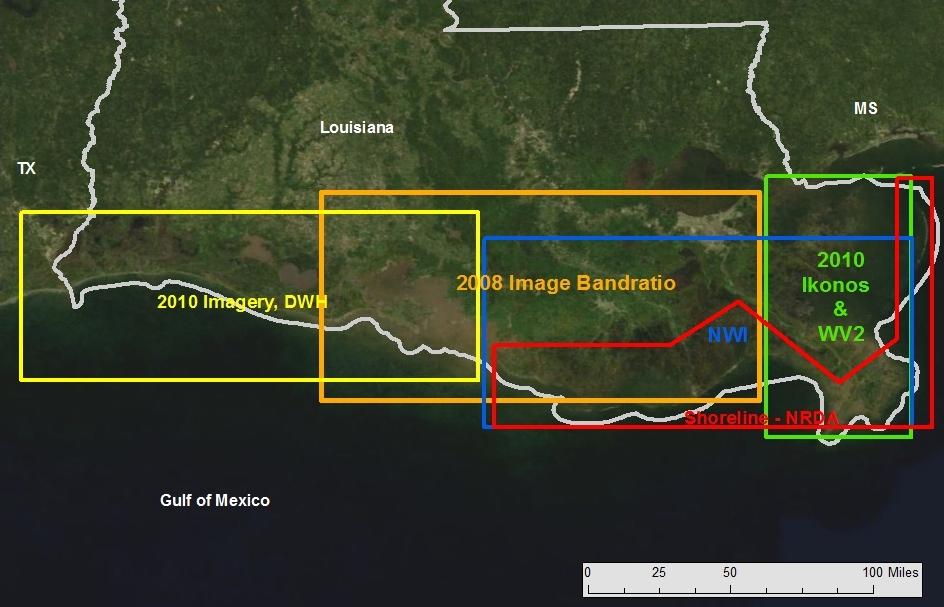 MS
Louisiana
TX
2010
Ikonos
&
WV2
2008 Image Bandratio
2010 Imagery, DWH
NWI
Shoreline - NRDA
Gulf of Mexico
0 25 50 100 Miles